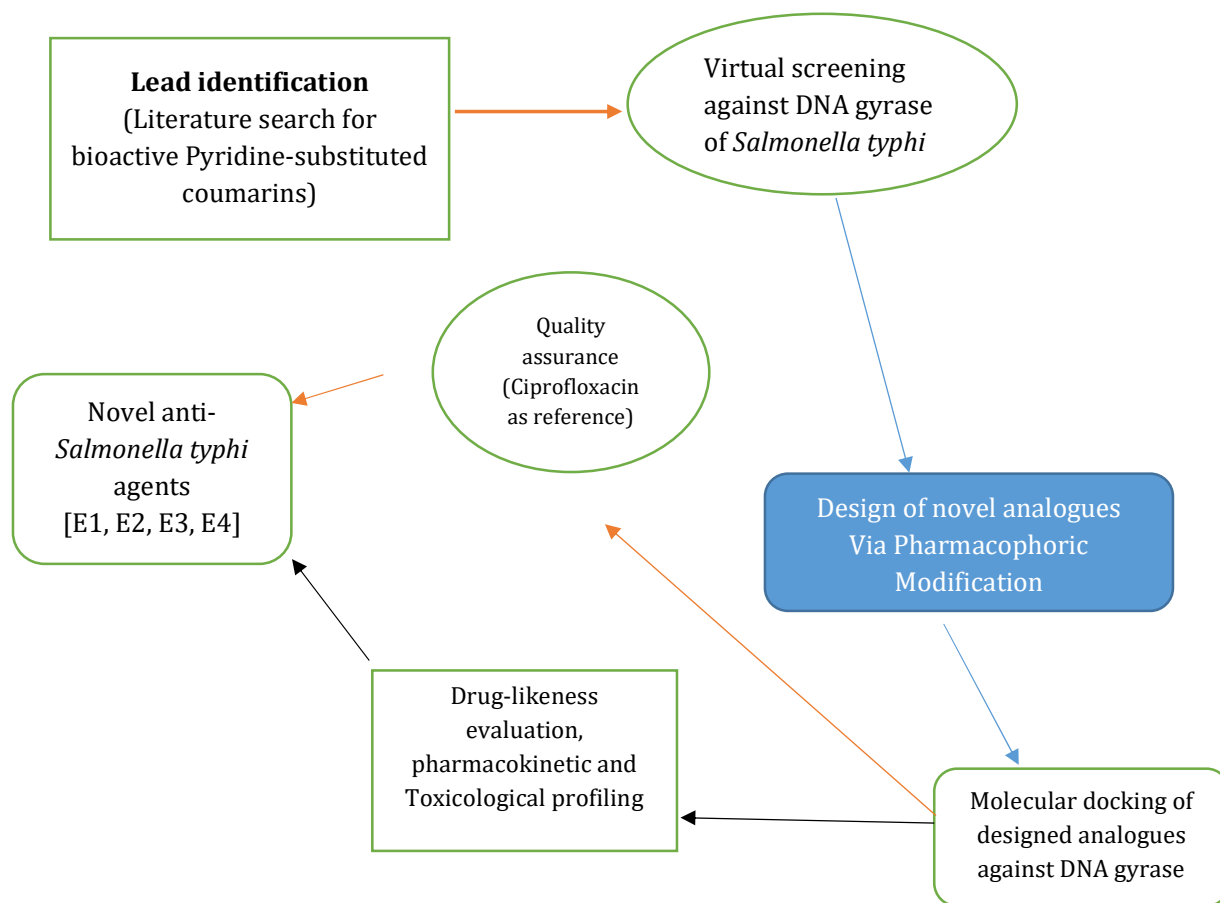 Lead identification
(Literature search for
bioactive Pyridine-substituted
coumarins)
Virtual screening
against DNA gyrase
of Salmonella typhi
Quality
assurance
(Ciprofloxacin
as reference)
Novel anti-
Salmonella typhi
agents
[E1, E2, E3, E4]
Design of novel analogues
Via Pharmacophoric
Modification
Drug-likeness
evaluation,
pharmacokinetic and
Toxicological profiling
Molecular docking of
designed analogues
against DNA gyrase